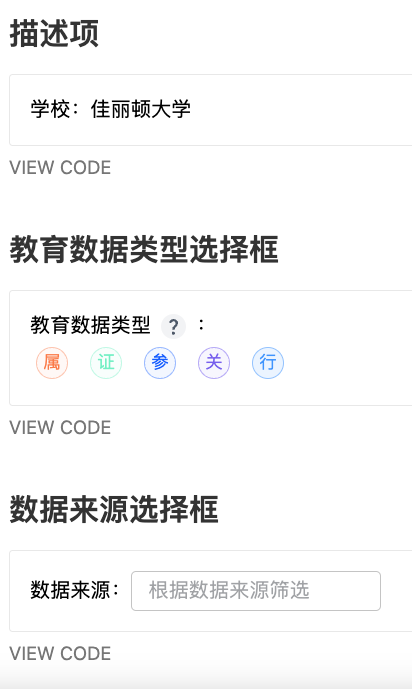 描述项
学校：佳丽顿大学
VIEW CODE
教育数据类型选择框
教育数据类型 ? ：
属 证 参 关 行
VIEW CODE
数据来源选择框
数据来源： 根据数据来源筛选
VIEW CODE